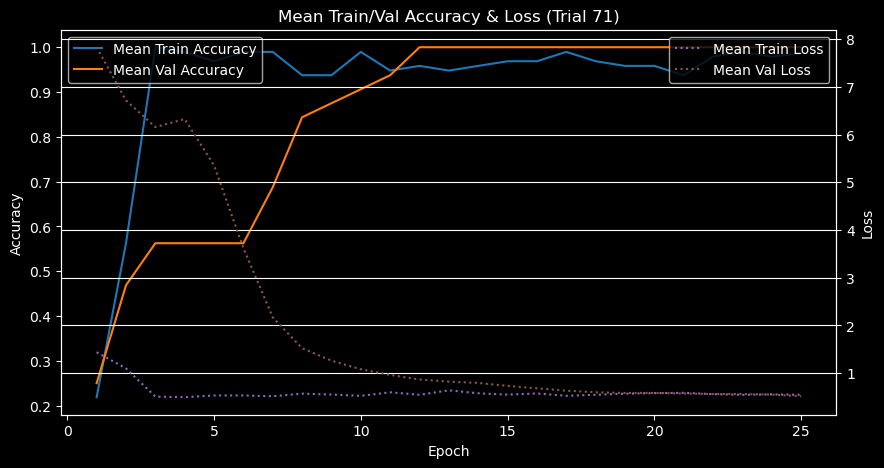 Mean Train/Val Accuracy & Loss (Trial 71)
Mean Train Accuracy
Mean Val Accuracy
Mean Train Loss
Mean Val Loss
1.0
0.9
0.8
0.7
0.6
0.5
0.4
0.3
0.2
Accuracy
8
7
6
5
4
3
2
1
Loss
0 5 10 15 20 25
Epoch